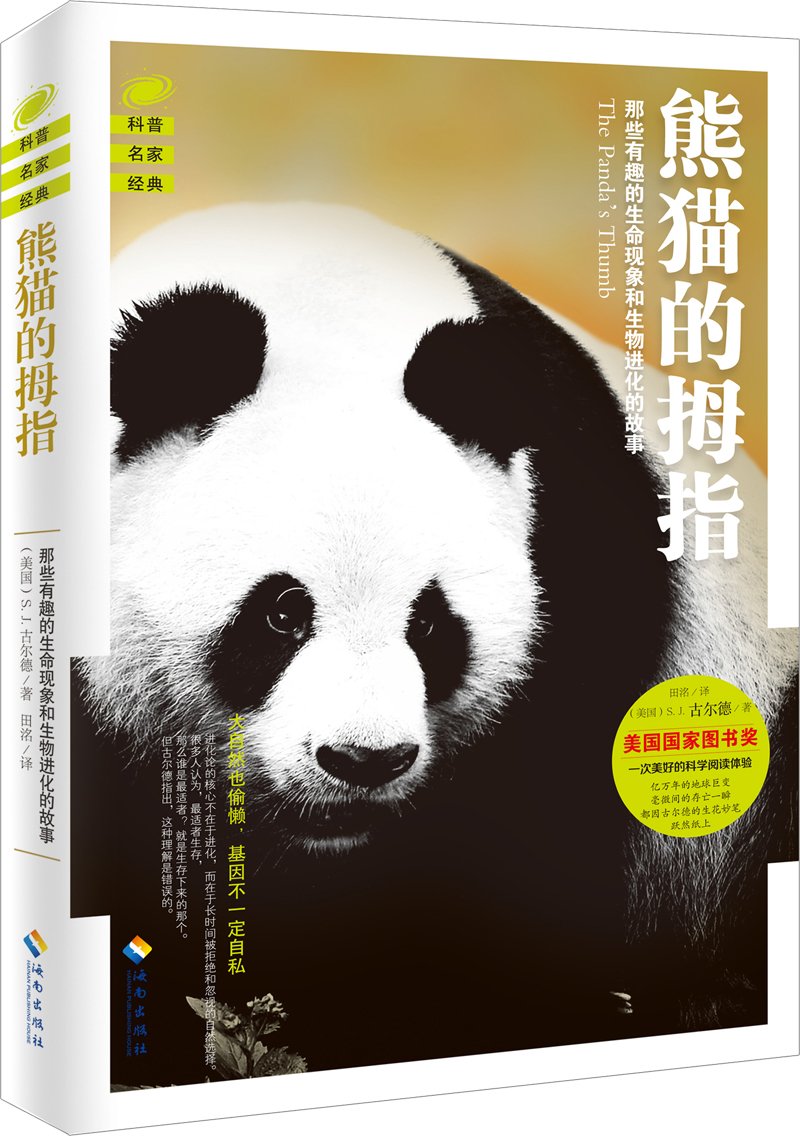 科普
名家
经典
熊猫的拇指
那些有趣的生命现象和生物进化的故事
(美国) S. J. 古尔德/著 田洺/译
海南出版社
HAINAN PUBLISHING HOUSE
科普
名家
经典
熊猫的拇指
那些有趣的生命现象和生物进化的故事
The Panda's Thumb
田洺/译
(美国) S. J. 古尔德/著
美国国家图书奖
一次美好的科学阅读体验
亿万年的地球巨变
毫微间的存亡一瞬
都因古尔德的生花妙笔
跃然纸上
大自然也偷懒，基因不一定自私
进化论的核心不在于进化，而在于长时间被拒绝和忽视的自然选择。
很多人认为，最适者生存，
那么谁是最适者？就是生存下来的那个。
但古尔德指出，这种理解是错误的。
海南出版社
HAINAN PUBLISHING HOUSE